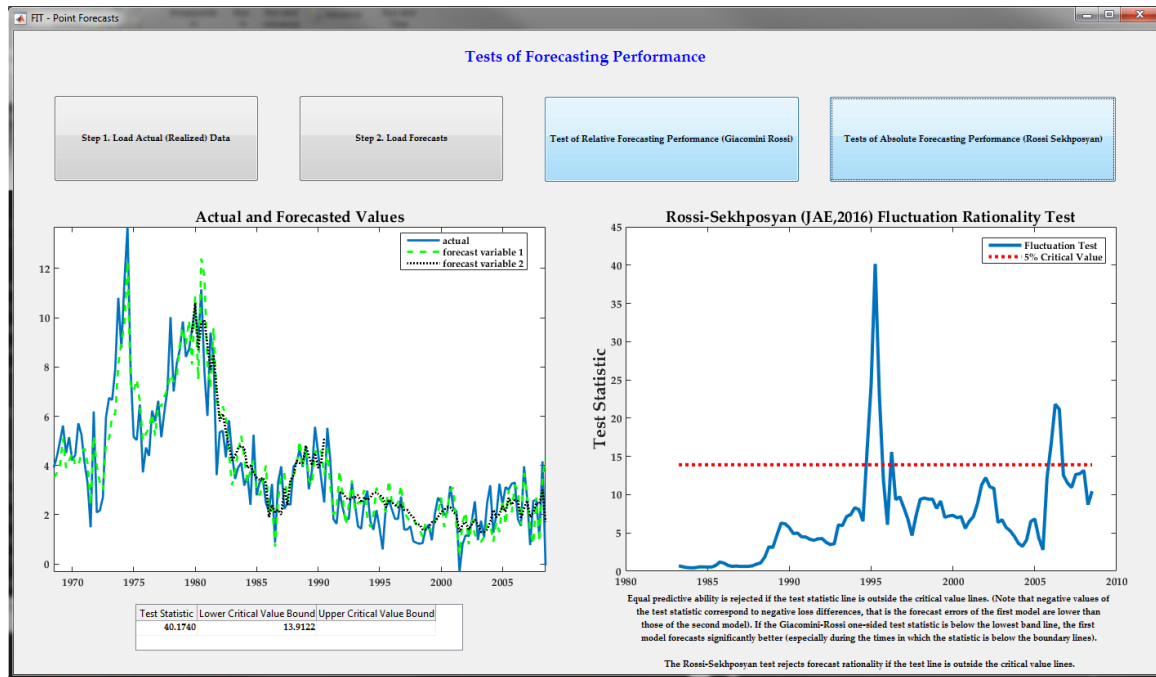 FIT - Point Forecasts
Tests of Forecasting Performance
Step 1. Load Actual (Realized) Data
Step 2. Load Forecasts
Test of Relative Forecasting Performance (Giacomini Rossi)
Tests of Absolute Forecasting Performance (Rossi Sekhposyan)
Actual and Forecasted Values
actual
forecast variable 1
forecast variable 2
12
10
8
6
4
2
0
1970 1975 1980 1985 1990 1995 2000 2005
Test Statistic Lower Critical Value Bound Upper Critical Value Bound
40.1740 13.9122
Rossi-Sekhposyan (JAE,2016) Fluctuation Rationality Test
Fluctuation Test
5% Critical Value
Test Statistic
45
40
35
30
25
20
15
10
5
0
1980 1985 1990 1995 2000 2005 2010
Equal predictive ability is rejected if the test statistic line is outside the critical value lines. (Note that negative values of
the test statistic correspond to negative loss differences, that is the forecast errors of the first model are lower than
those of the second model). If the Giacomini-Rossi one-sided test statistic is below the lowest band line, the first
model forecasts significantly better (especially during the times in which the statistic is below the boundary lines).
The Rossi-Sekhposyan test rejects forecast rationality if the test line is outside the critical value lines.